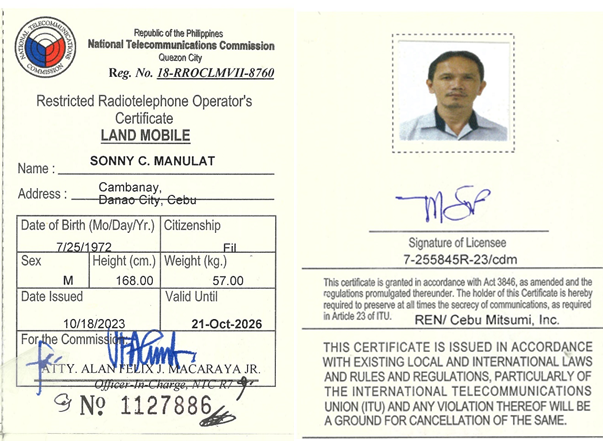 NATIONAL TELECOMMUNICATIONS
COMMISSION
Republic of the Philippines
National Telecommunications Commission
Quezon City
Reg. No. 18-RROCLMVII-8760
Restricted Radiotelephone Operator's
Certificate
LAND MOBILE
Name : SONNY C. MANULAT
Address : Cambanay,
Danao City, Cebu
Date of Birth (Mo/Day/Yr.) Citizenship
7/25/1972 Fil
Sex Height (cm.) Weight (kg.)
M 168.00 57.00
Date Issued Valid Until
10/18/2023 21-Oct-2026
For the Commission:
ATTY. ALAN FELIX J. MACARAYA JR.
Officer-In-Charge, NTC R7
Nº 1127886
Signature of Licensee
7-255845R-23/cdm
This certificate is granted in accordance with Act 3846, as amended and the
regulations promulgated thereunder. The holder of this Certificate is hereby
required to preserve at all times the secrecy of communications, as required
in Article 23 of ITU.
REN/ Cebu Mitsumi, Inc.
THIS CERTIFICATE IS ISSUED IN ACCORDANCE
WITH EXISTING LOCAL AND INTERNATIONAL LAWS
AND RULES AND REGULATIONS, PARTICULARLY OF
THE INTERNATIONAL TELECOMMUNICATIONS
UNION (ITU) AND ANY VIOLATION THEREOF WILL BE
A GROUND FOR CANCELLATION OF THE SAME.